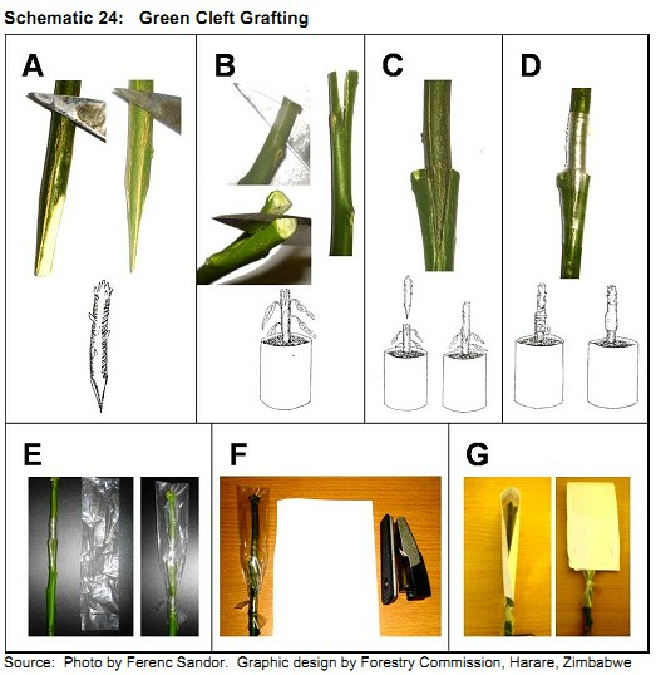 Schematic 24: Green Cleft Grafting
A
B
C
D
E
F
G
Source: Photo by Ferenc Sandor. Graphic design by Forestry Commission, Harare, Zimbabwe